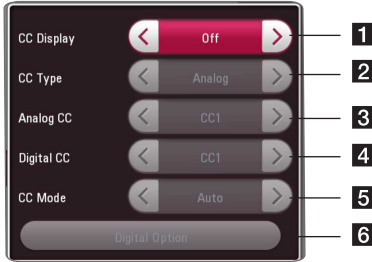 CC Display Off 1
CC Type Analog 2
Analog CC CC1 3
Digital CC CC1 4
CC Mode Auto 5
Digital Option 6